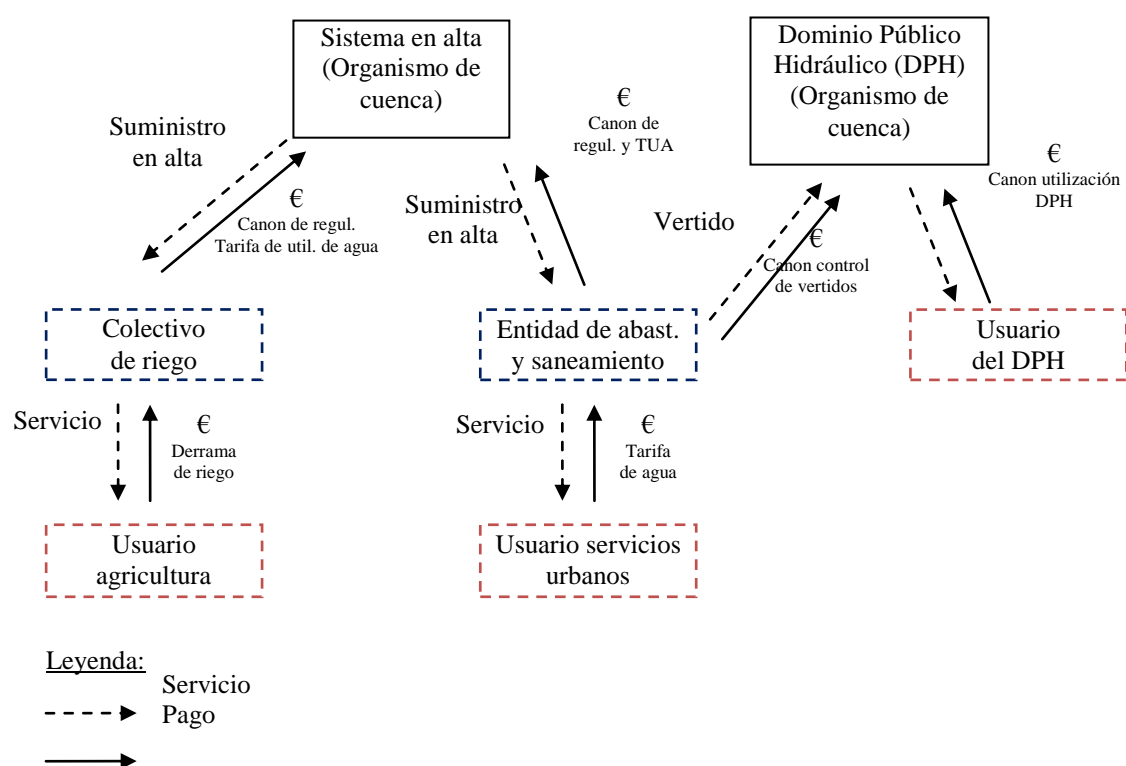 Sistema en alta
(Organismo de
cuenca)
Dominio Público
Hidráulico (DPH)
(Organismo de
cuenca)
Suministro
en alta
€
Canon de
regul. y TUA
€
Canon utilización
DPH
€
Canon de regul.
Tarifa de util. de agua
Suministro
en alta
Vertido
€
Canon control
de vertidos
Colectivo
de riego
Entidad de abast.
y saneamiento
Usuario
del DPH
Servicio
€
Derrama
de riego
Servicio
€
Tarifa
de agua
Usuario
agricultura
Usuario servicios
urbanos
Leyenda:
Servicio
Pago